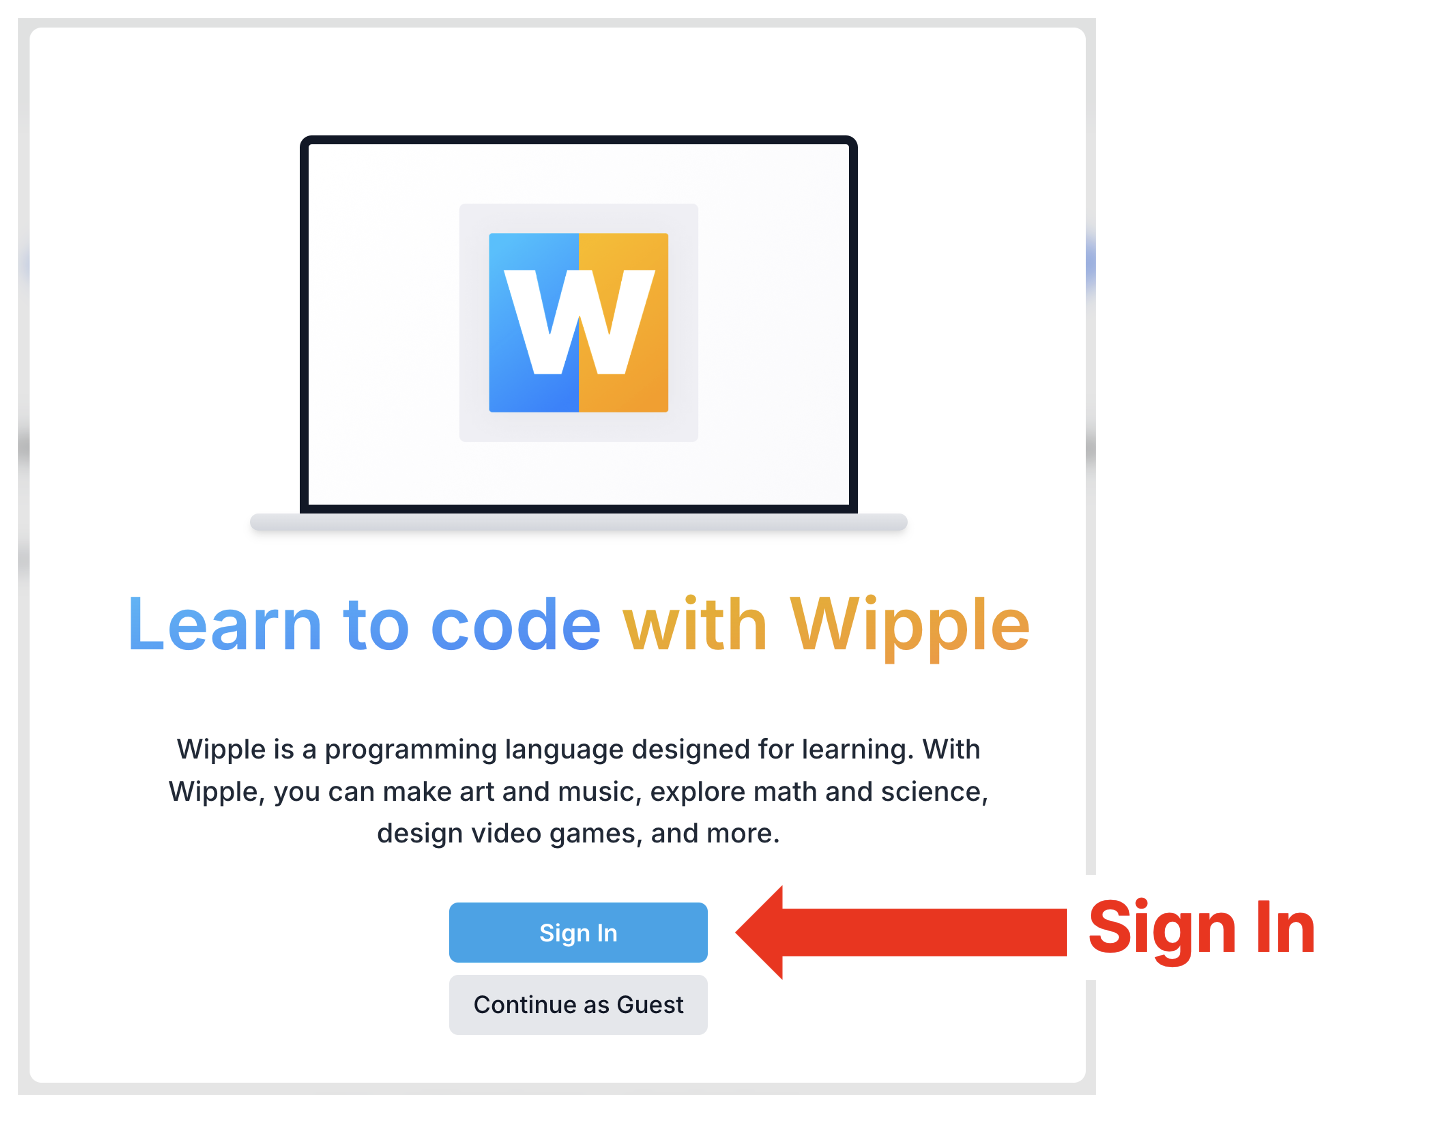 W
Learn to code with Wipple
Wipple is a programming language designed for learning. With
Wipple, you can make art and music, explore math and science,
design video games, and more.
Sign In
Sign In
Continue as Guest